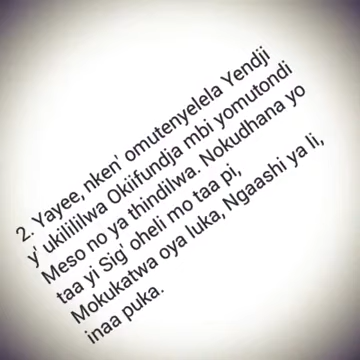 2. Yayee, nken' omutenyelela Yendji
y' ukilililwa Okiifundja mbi yomutondi
Meso no ya thindilwa. Nokudhana yo
taa yi Sig' oheli mo taa pi,
Mokukatwa oya luka, Ngaashi ya li,
inaa puka.